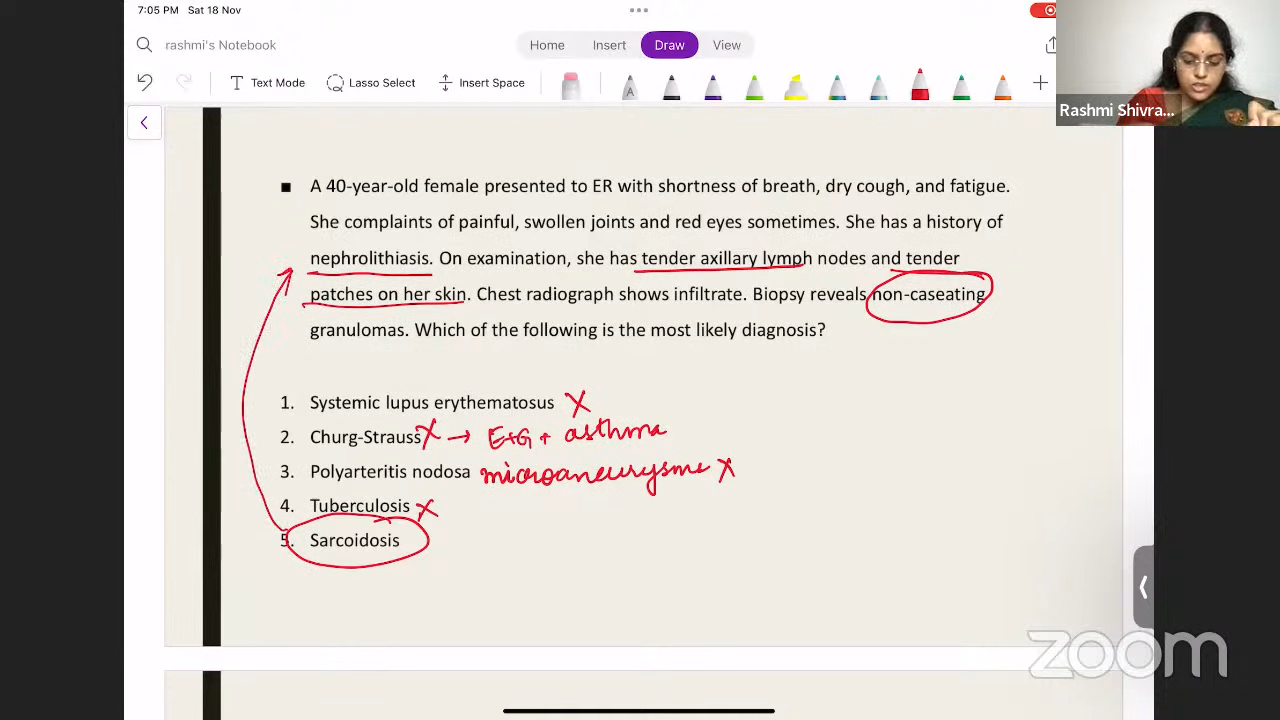 7:05 PM Sat 18 Nov
rashmi's Notebook
Home Insert Draw View
Text Mode Lasso Select Insert Space
A
Rashmi Shivra...
■ A 40-year-old female presented to ER with shortness of breath, dry cough, and fatigue.
She complaints of painful, swollen joints and red eyes sometimes. She has a history of
nephrolithiasis. On examination, she has tender axillary lymph nodes and tender
patches on her skin. Chest radiograph shows infiltrate. Biopsy reveals non-caseating
granulomas. Which of the following is the most likely diagnosis?
1. Systemic lupus erythematosus X
2. Churg-Strauss X → E+G+ asthma
3. Polyarteritis nodosa microaneurysms X
4. Tuberculosis X
5. Sarcoidosis
zoom